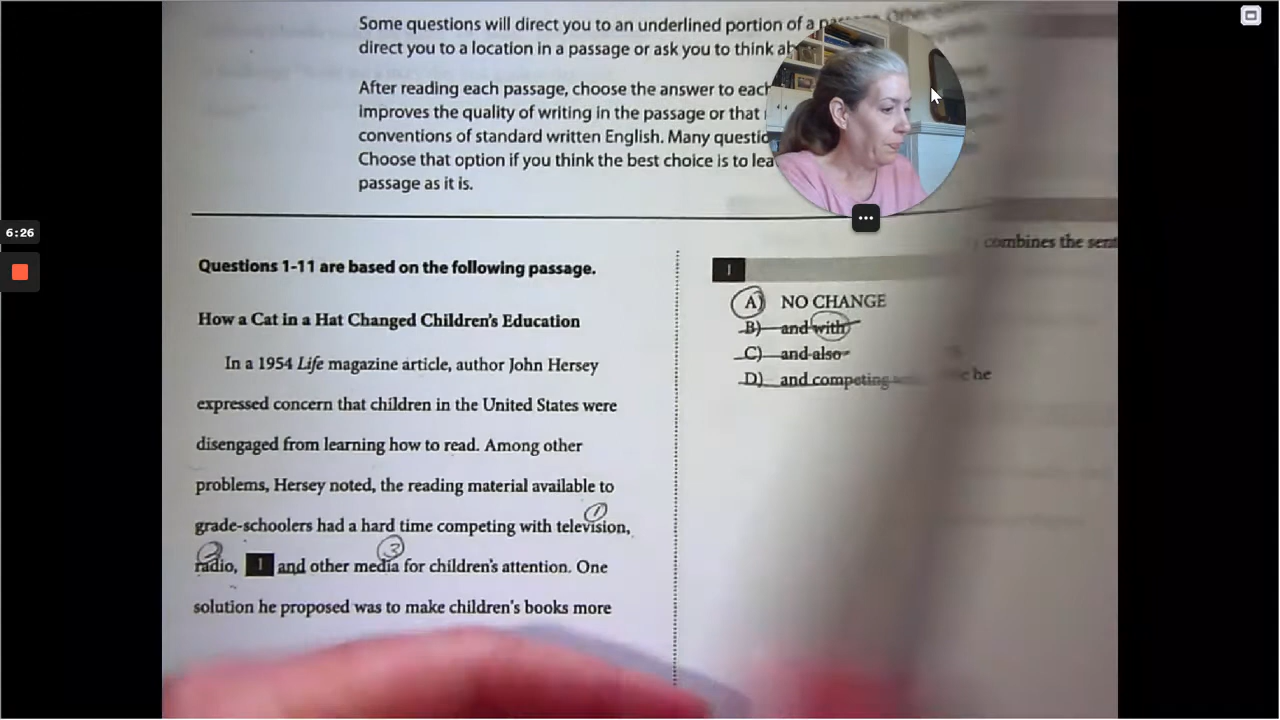 Some questions will direct you to an underlined portion of a
direct you to a location in a passage or ask you to think
After reading each passage, choose the answer to each
improves the quality of writing in the passage or that
conventions of standard written English. Many
Choose that option if you think the best choice is to
passage as it is.
6:26
combines the
Questions 1-11 are based on the following passage.
How a Cat in a Hat Changed Children's Education
In a 1954 Life magazine article, author John Hersey
expressed concern that children in the United States were
disengaged from learning how to read. Among other
problems, Hersey noted, the reading material available to
grade-schoolers had a hard time competing with television,
1
2
3
radio, 1 and other media for children's attention. One
solution he proposed was to make children's books more
1
A) NO CHANGE
B) and with
C) and also
D) and competing
he